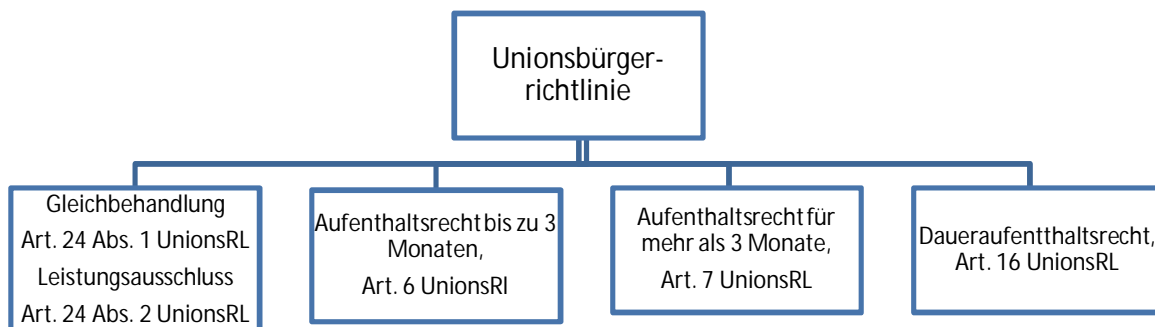 Unionsbürger-
richtlinie
Gleichbehandlung
Art. 24 Abs. 1 UnionsRL
Leistungsausschluss
Art. 24 Abs. 2 UnionsRL
Aufenthaltsrecht bis zu 3
Monaten,
Art. 6 UnionsRl
Aufenthaltsrecht für
mehr als 3 Monate,
Art. 7 UnionsRL
Daueraufentthaltsrecht,
Art. 16 UnionsRL